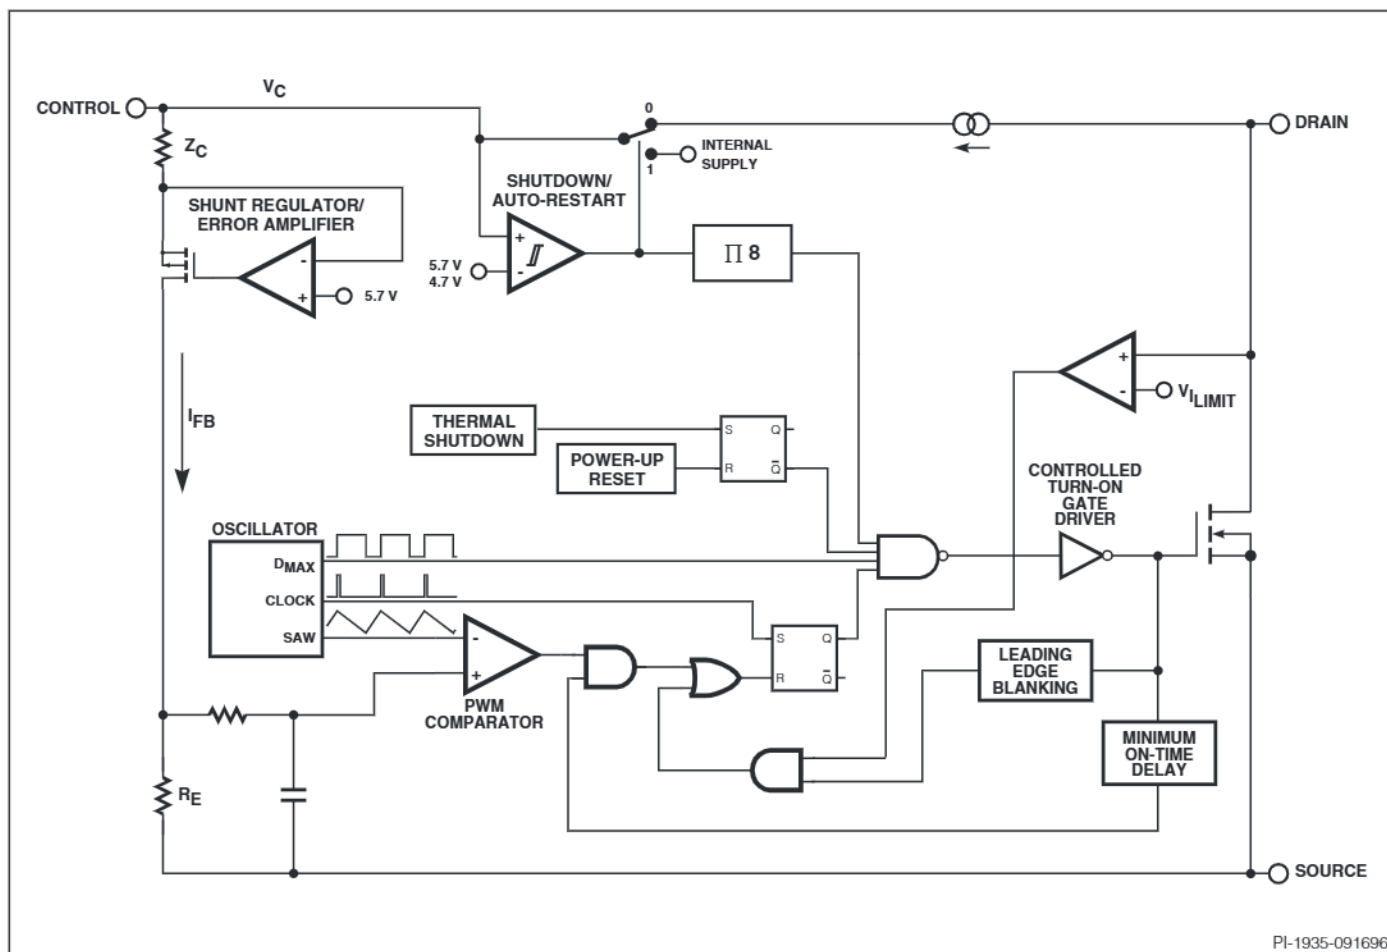 V_C
CONTROL
0
DRAIN
Z_C
INTERNAL
SUPPLY
1
SHUTDOWN/
AUTO-RESTART
SHUNT REGULATOR/
ERROR AMPLIFIER
-
+
5.7 V
+
-
5.7 V
4.7 V
∏ 8
+
-
V_I_LIMIT
I_FB
THERMAL
SHUTDOWN
POWER-UP
RESET
S
Q
R
Q̅
CONTROLLED
TURN-ON
GATE
DRIVER
OSCILLATOR
D_MAX
CLOCK
SAW
-
+
PWM
COMPARATOR
S
Q
R
Q̅
LEADING
EDGE
BLANKING
MINIMUM
ON-TIME
DELAY
R_E
SOURCE
PI-1935-091696